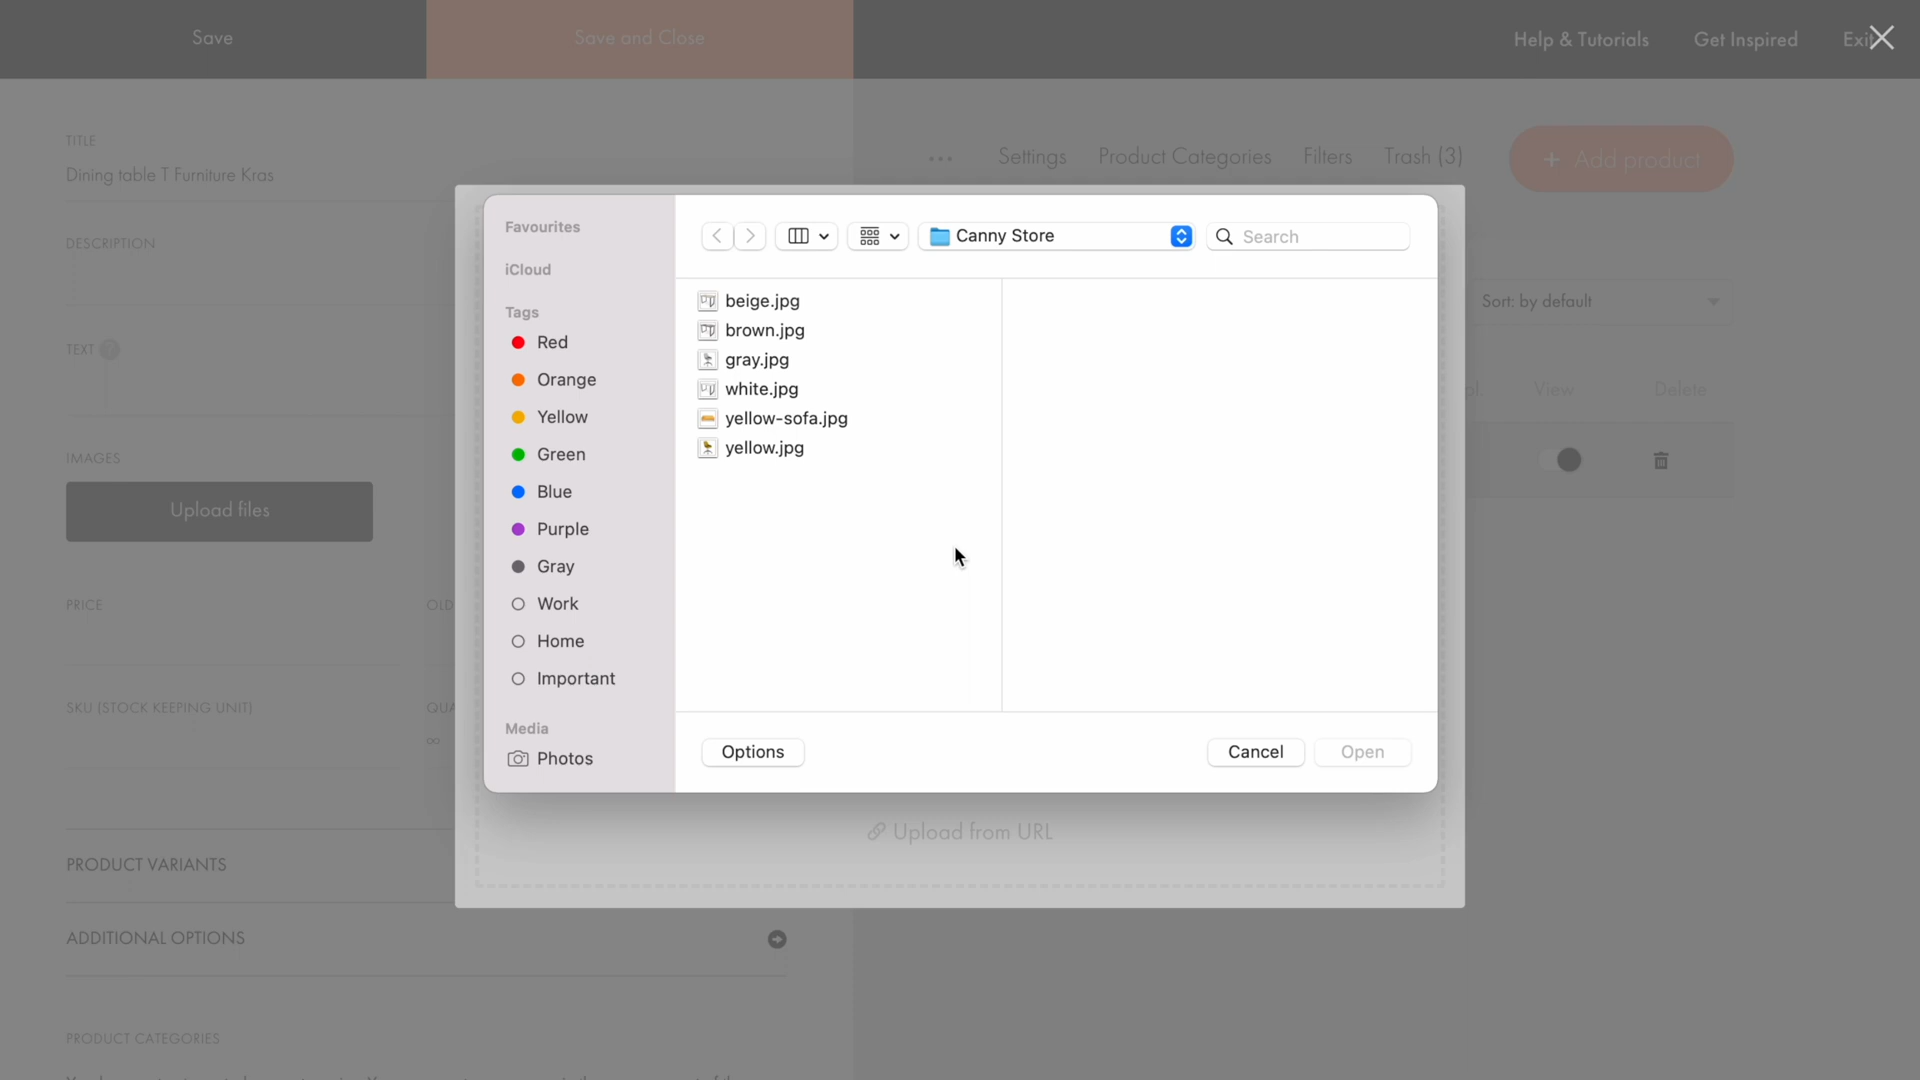 Save
Save and Close
Help & Tutorials
Get Inspired
Exit
TITLE
Dining table T Furniture Kras
DESCRIPTION
TEXT ?
IMAGES
Upload files
PRICE
OLD
SKU (STOCK KEEPING UNIT)
QUA
∞
PRODUCT VARIANTS
ADDITIONAL OPTIONS
PRODUCT CATEGORIES
Settings
Product Categories
Filters
Trash (3)
+ Add product
Sort: by default
View
Delete
Favourites
iCloud
Tags
Red
Orange
Yellow
Green
Blue
Purple
Gray
Work
Home
Important
Media
Photos
Canny Store
Search
beige.jpg
brown.jpg
gray.jpg
white.jpg
yellow-sofa.jpg
yellow.jpg
Options
Cancel
Open
Upload from URL